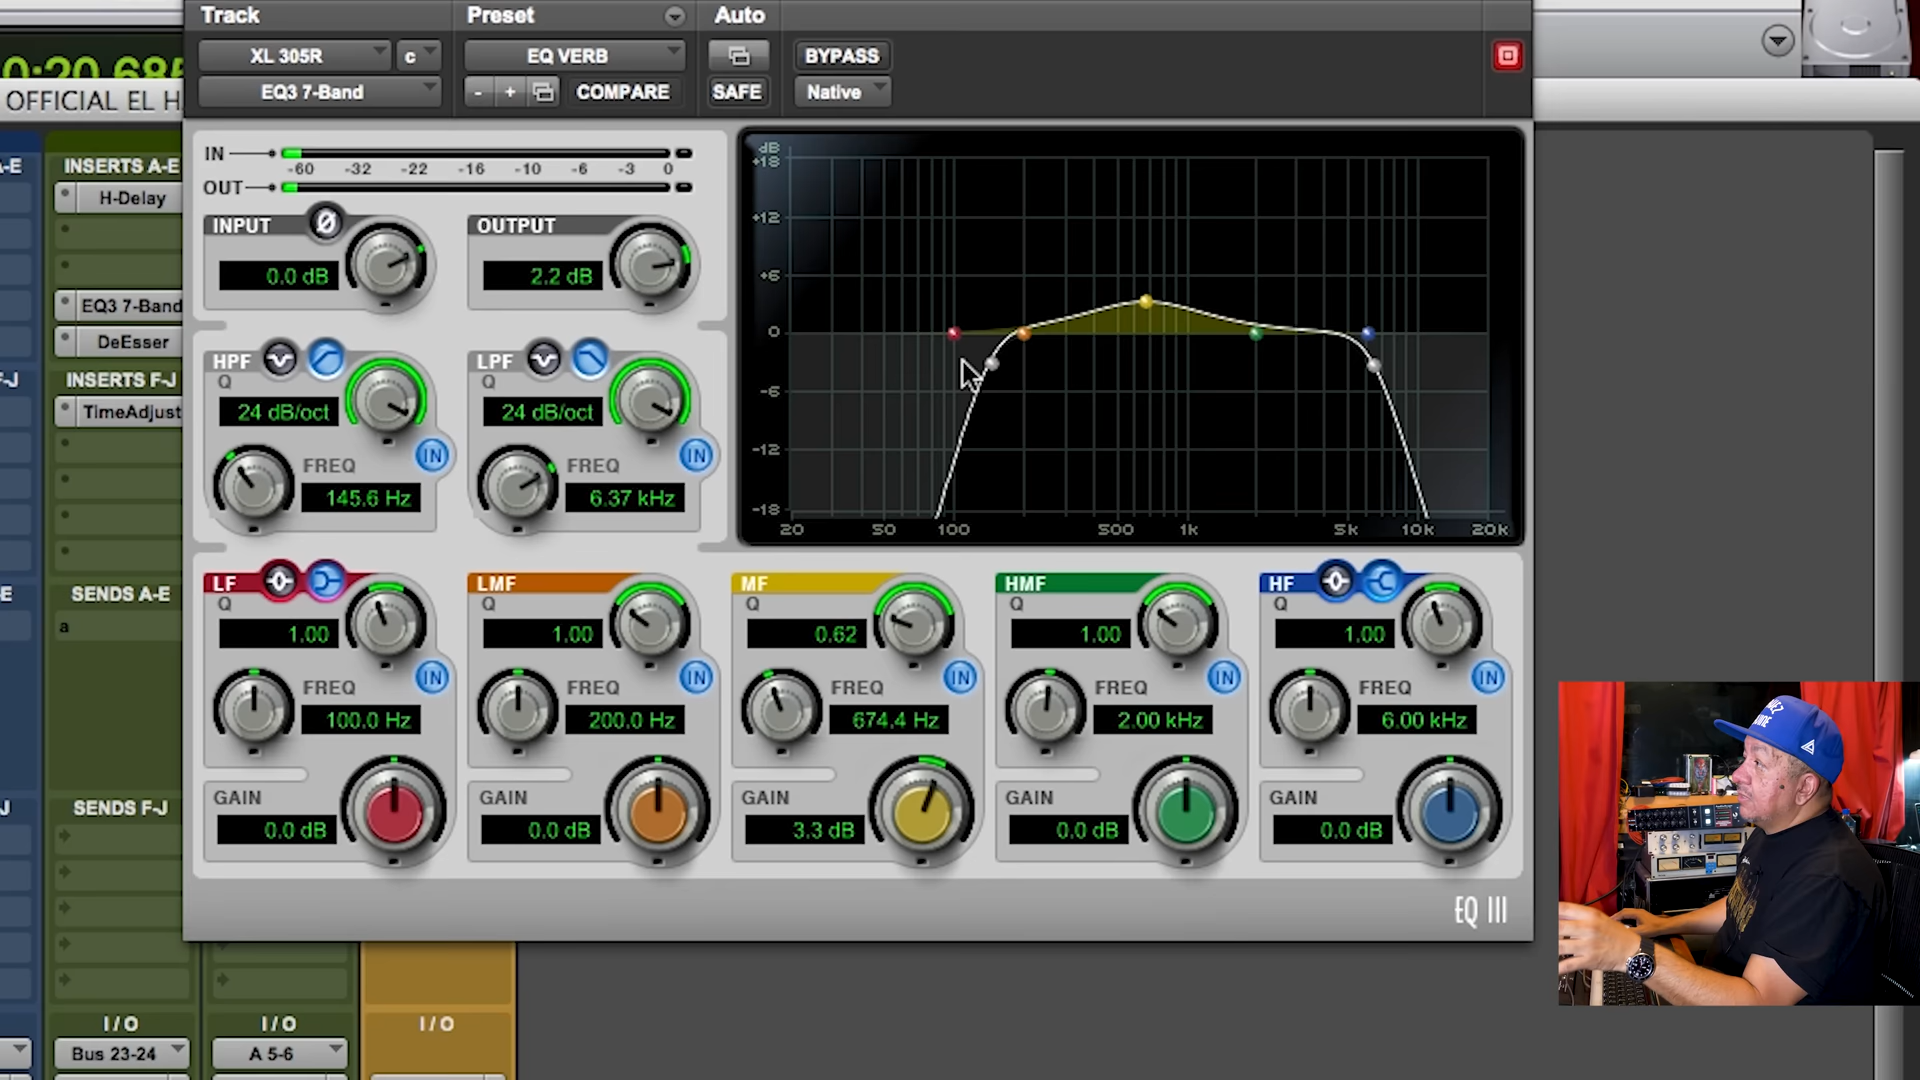 Track
Preset
Auto
XL 305R
c
EQ VERB
BYPASS
EQ3 7-Band
-
+
COMPARE
SAFE
Native
OFFICIAL EL H
A-E
INSERTS A-E
H-Delay
EQ3 7-Band
DeEsser
F-J
INSERTS F-J
TimeAdjust
SENDS A-E
a
SENDS F-J
I/O
I/O
I/O
Bus 23-24
A 5-6
IN
-60 -32 -22 -16 -10 -6 -3 0
OUT
INPUT
Ø
0.0 dB
OUTPUT
2.2 dB
HPF
Q
24 dB/oct
IN
FREQ
145.6 Hz
LPF
Q
24 dB/oct
IN
FREQ
6.37 kHz
dB
+18
+12
+6
0
-6
-12
-18
20 50 100 500 1k 5k 10k 20k
LF
Q
1.00
IN
FREQ
100.0 Hz
GAIN
0.0 dB
LMF
Q
1.00
IN
FREQ
200.0 Hz
GAIN
0.0 dB
MF
Q
0.62
IN
FREQ
674.4 Hz
GAIN
3.3 dB
HMF
Q
1.00
IN
FREQ
2.00 kHz
GAIN
0.0 dB
HF
Q
1.00
IN
FREQ
6.00 kHz
GAIN
0.0 dB
EQ III